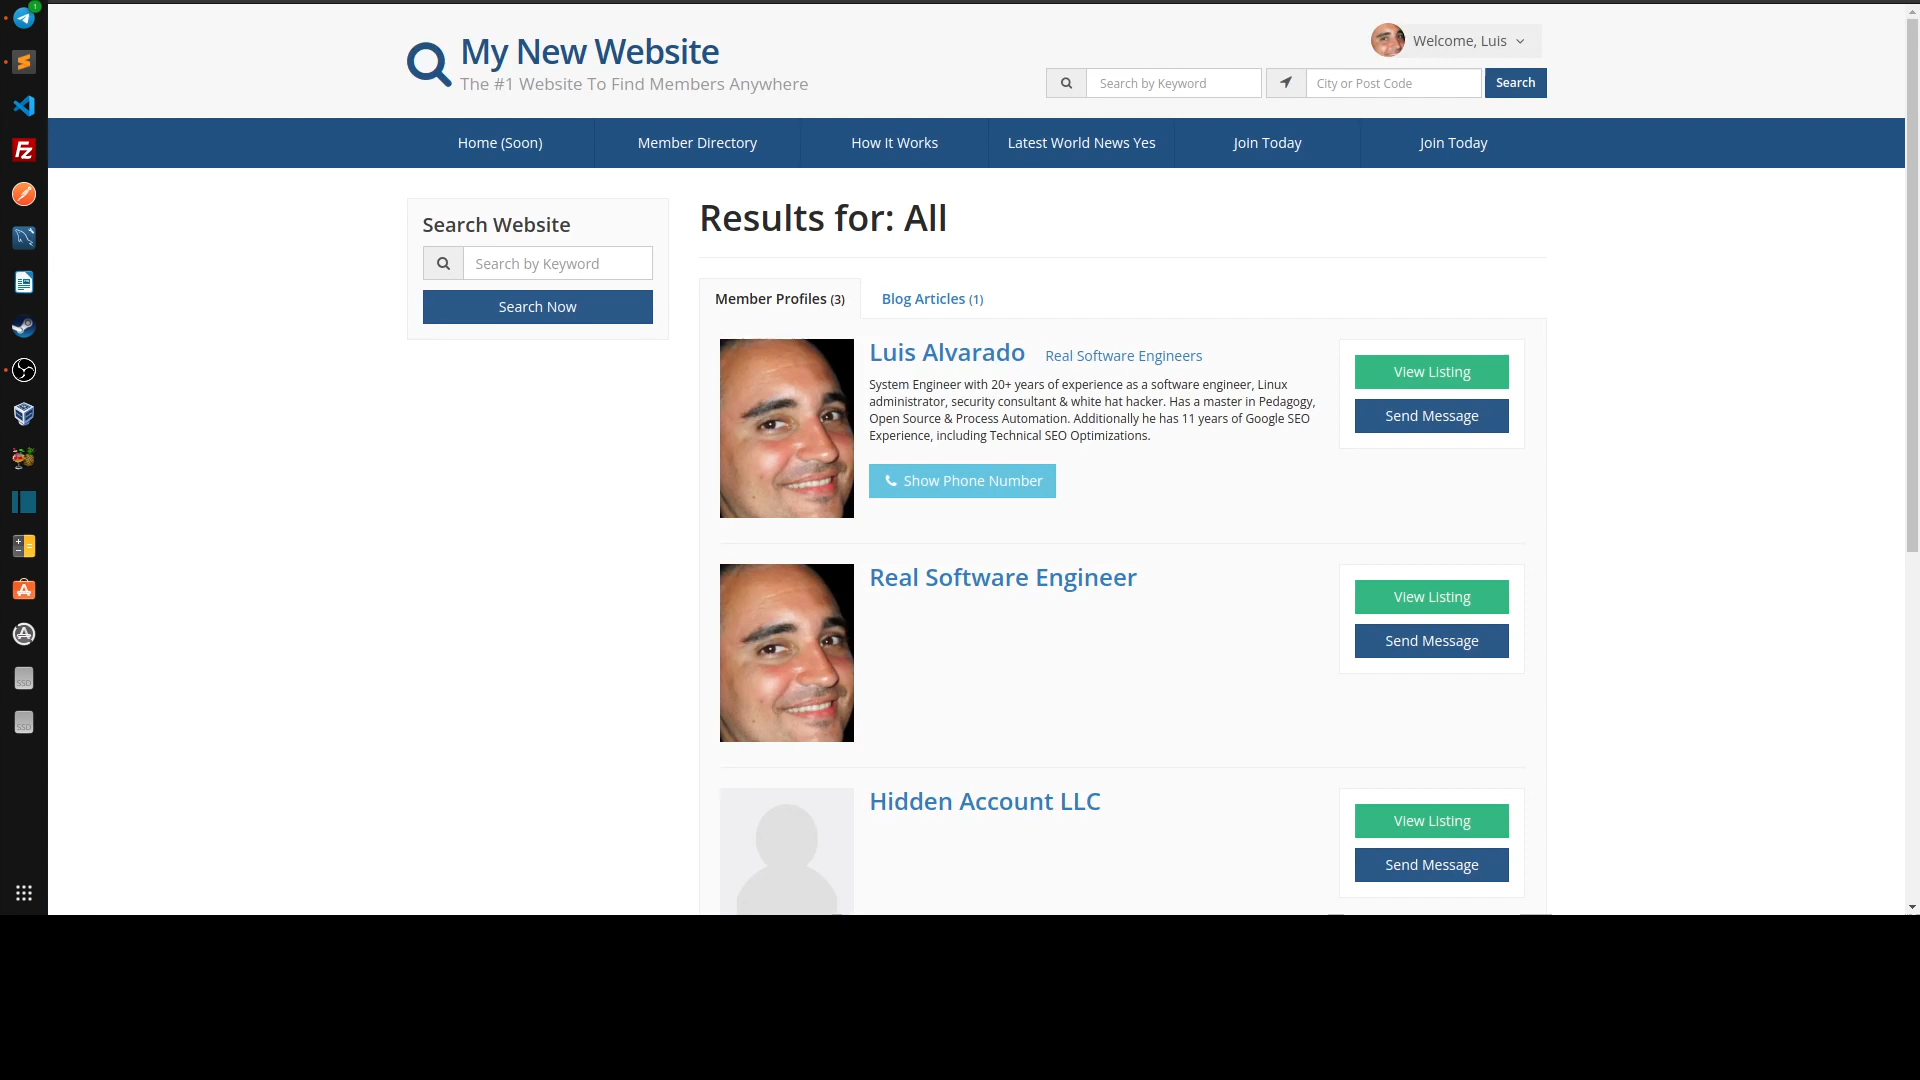 1
My New Website
The #1 Website To Find Members Anywhere
Welcome, Luis
Search by Keyword
City or Post Code
Search
Home (Soon)
Member Directory
How It Works
Latest World News Yes
Join Today
Join Today
Search Website
Search by Keyword
Search Now
Results for: All
Member Profiles (3)
Blog Articles (1)
Luis Alvarado
Real Software Engineers
System Engineer with 20+ years of experience as a software engineer, Linux
administrator, security consultant & white hat hacker. Has a master in Pedagogy,
Open Source & Process Automation. Additionally he has 11 years of Google SEO
Experience, including Technical SEO Optimizations.
Show Phone Number
View Listing
Send Message
Real Software Engineer
View Listing
Send Message
Hidden Account LLC
View Listing
Send Message
SSD
SSD